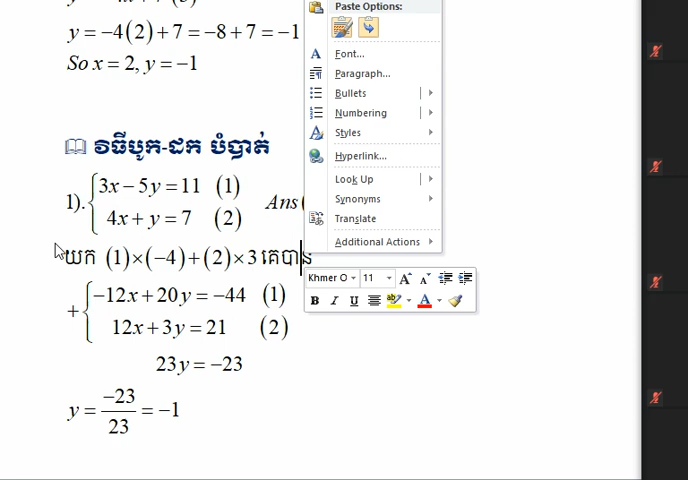 y = −4(2) + 7 = −8 + 7 = −1
So x = 2, y = −1
វិធីបូក-ដក បំបាត់
1). {3x − 5y = 11 (1)
4x + y = 7 (2) Ans(
យក (1)×(−4)+(2)×3 គេបាន
+{−12x + 20y = −44 (1)
12x + 3y = 21 (2)
23y = −23
y = −23/23 = −1
Paste Options:
Font...
Paragraph...
Bullets
Numbering
Styles
Hyperlink...
Look Up
Synonyms
Translate
Additional Actions
Khmer O 11 A A
B I U ab A